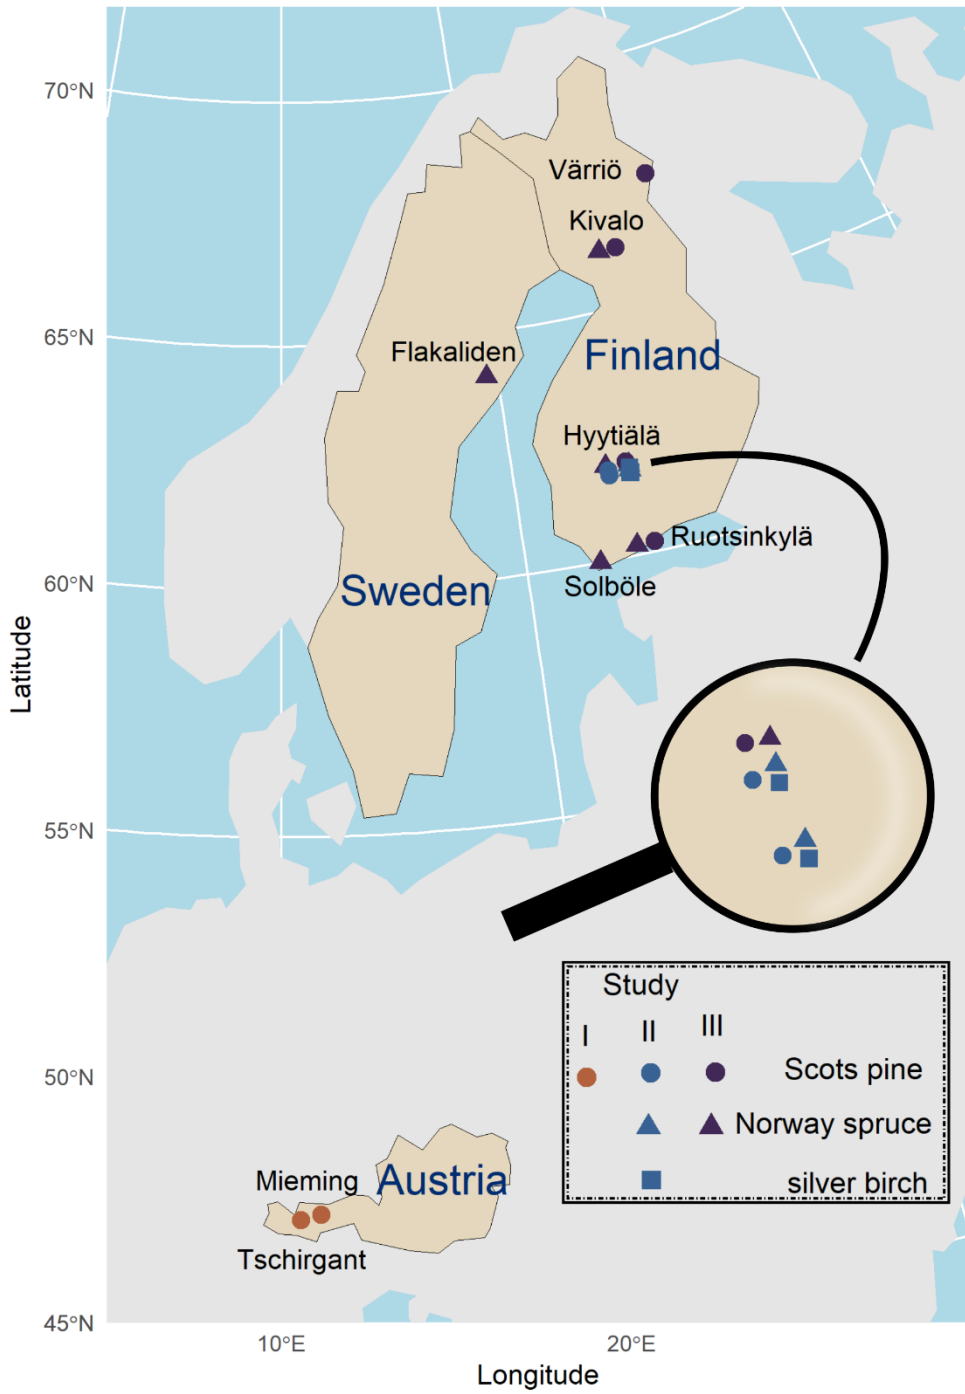 70°N
Värriö
Kivalo
65°N
Flakaliden
Finland
Hyytiälä
Ruotsinkylä
Solböle
60°N
Sweden
Latitude
55°N
Study
I II III
Scots pine
Norway spruce
silver birch
50°N
Mieming
Austria
Tschirgant
45°N
10°E
20°E
Longitude